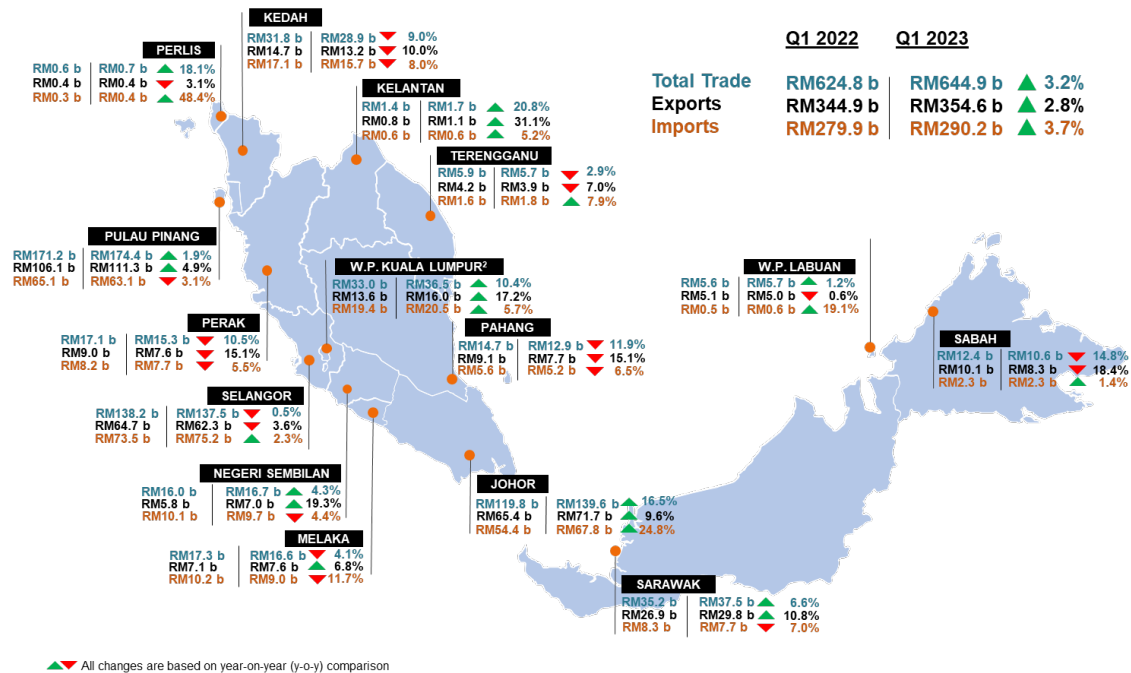 KEDAH
RM31.8 b RM28.9 b 9.0%
RM14.7 b RM13.2 b 10.0%
RM17.1 b RM15.7 b 8.0%
PERLIS
RM0.6 b RM0.7 b 18.1%
RM0.4 b RM0.4 b 3.1%
RM0.3 b RM0.4 b 48.4%
Q1 2022 Q1 2023
Total Trade RM624.8 b RM644.9 b 3.2%
Exports RM344.9 b RM354.6 b 2.8%
Imports RM279.9 b RM290.2 b 3.7%
KELANTAN
RM1.4 b RM1.7 b 20.8%
RM0.8 b RM1.1 b 31.1%
RM0.6 b RM0.6 b 5.2%
TERENGGANU
RM5.9 b RM5.7 b 2.9%
RM4.2 b RM3.9 b 7.0%
RM1.6 b RM1.8 b 7.9%
PULAU PINANG
RM171.2 b RM174.4 b 1.9%
RM106.1 b RM111.3 b 4.9%
RM65.1 b RM63.1 b 3.1%
W.P. KUALA LUMPUR²
RM33.0 b RM36.5 b 10.4%
RM13.6 b RM16.0 b 17.2%
RM19.4 b RM20.5 b 5.7%
W.P. LABUAN
RM5.6 b RM5.7 b 1.2%
RM5.1 b RM5.0 b 0.6%
RM0.5 b RM0.6 b 19.1%
PERAK
RM17.1 b RM15.3 b 10.5%
RM9.0 b RM7.6 b 15.1%
RM8.2 b RM7.7 b 5.5%
PAHANG
RM14.7 b RM12.9 b 11.9%
RM9.1 b RM7.7 b 15.1%
RM5.6 b RM5.2 b 6.5%
SABAH
RM12.4 b RM10.6 b 14.8%
RM10.1 b RM8.3 b 18.4%
RM2.3 b RM2.3 b 1.4%
SELANGOR
RM138.2 b RM137.5 b 0.5%
RM64.7 b RM62.3 b 3.6%
RM73.5 b RM75.2 b 2.3%
NEGERI SEMBILAN
RM16.0 b RM16.7 b 4.3%
RM5.8 b RM7.0 b 19.3%
RM10.1 b RM9.7 b 4.4%
JOHOR
RM119.8 b RM139.6 b 16.5%
RM65.4 b RM71.7 b 9.6%
RM54.4 b RM67.8 b 24.8%
MELAKA
RM17.3 b RM16.6 b 4.1%
RM7.1 b RM7.6 b 6.8%
RM10.2 b RM9.0 b 11.7%
SARAWAK
RM35.2 b RM37.5 b 6.6%
RM26.9 b RM29.8 b 10.8%
RM8.3 b RM7.7 b 7.0%
All changes are based on year-on-year (y-o-y) comparison